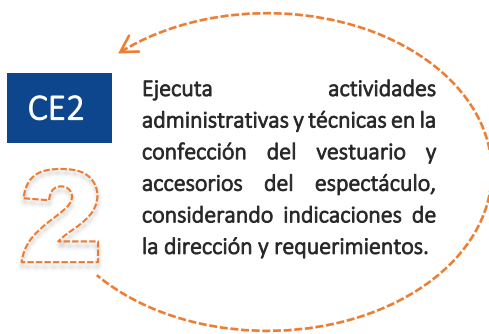 CE2
2
Ejecuta actividades
administrativas y técnicas en la
confección del vestuario y
accesorios del espectáculo,
considerando indicaciones de
la dirección y requerimientos.